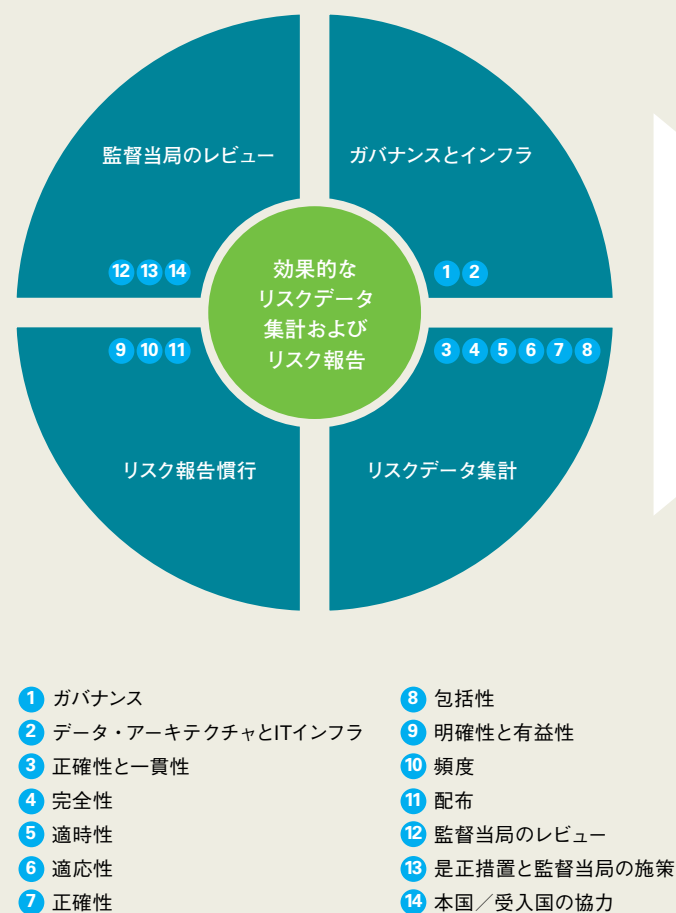 監督当局のレビュー
ガバナンスとインフラ
12 13 14
効果的な
リスクデータ
集計および
リスク報告
1 2
9 10 11
3 4 5 6 7 8
リスク報告慣行
リスクデータ集計
1 ガバナンス
2 データ・アーキテクチャとITインフラ
3 正確性と一貫性
4 完全性
5 適時性
6 適応性
7 正確性
8 包括性
9 明確性と有益性
10 頻度
11 配布
12 監督当局のレビュー
13 是正措置と監督当局の施策
14 本国／受入国の協力